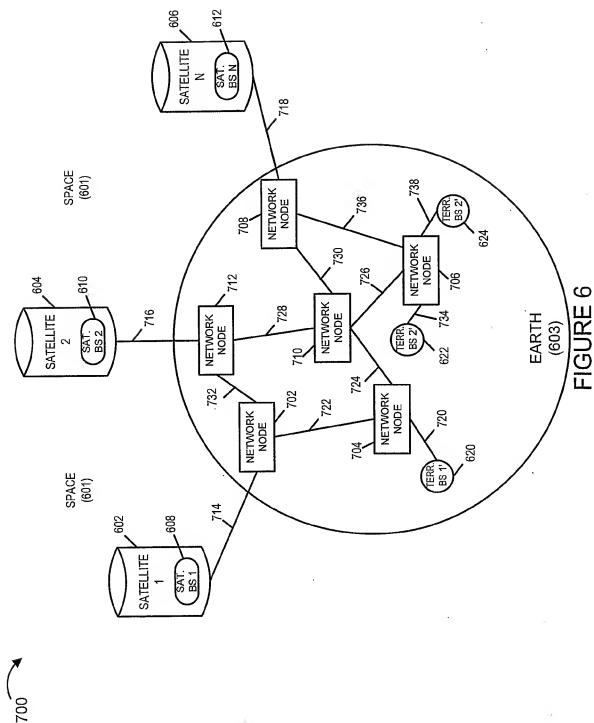 700
604
SATELLITE
2
610
SAT.
BS 2
716
SPACE
(601)
SPACE
(601)
602
SATELLITE
1
608
SAT.
BS 1
714
606
SATELLITE
N
612
SAT.
BS N
718
712
NETWORK
NODE
732
702
NETWORK
NODE
728
708
NETWORK
NODE
722
710
NETWORK
NODE
730
736
704
NETWORK
NODE
724
726
706
NETWORK
NODE
720
TERR.
BS 1'
620
TERR.
BS 2'
622
734
738
TERR.
BS 2'
624
EARTH
(603)
FIGURE 6